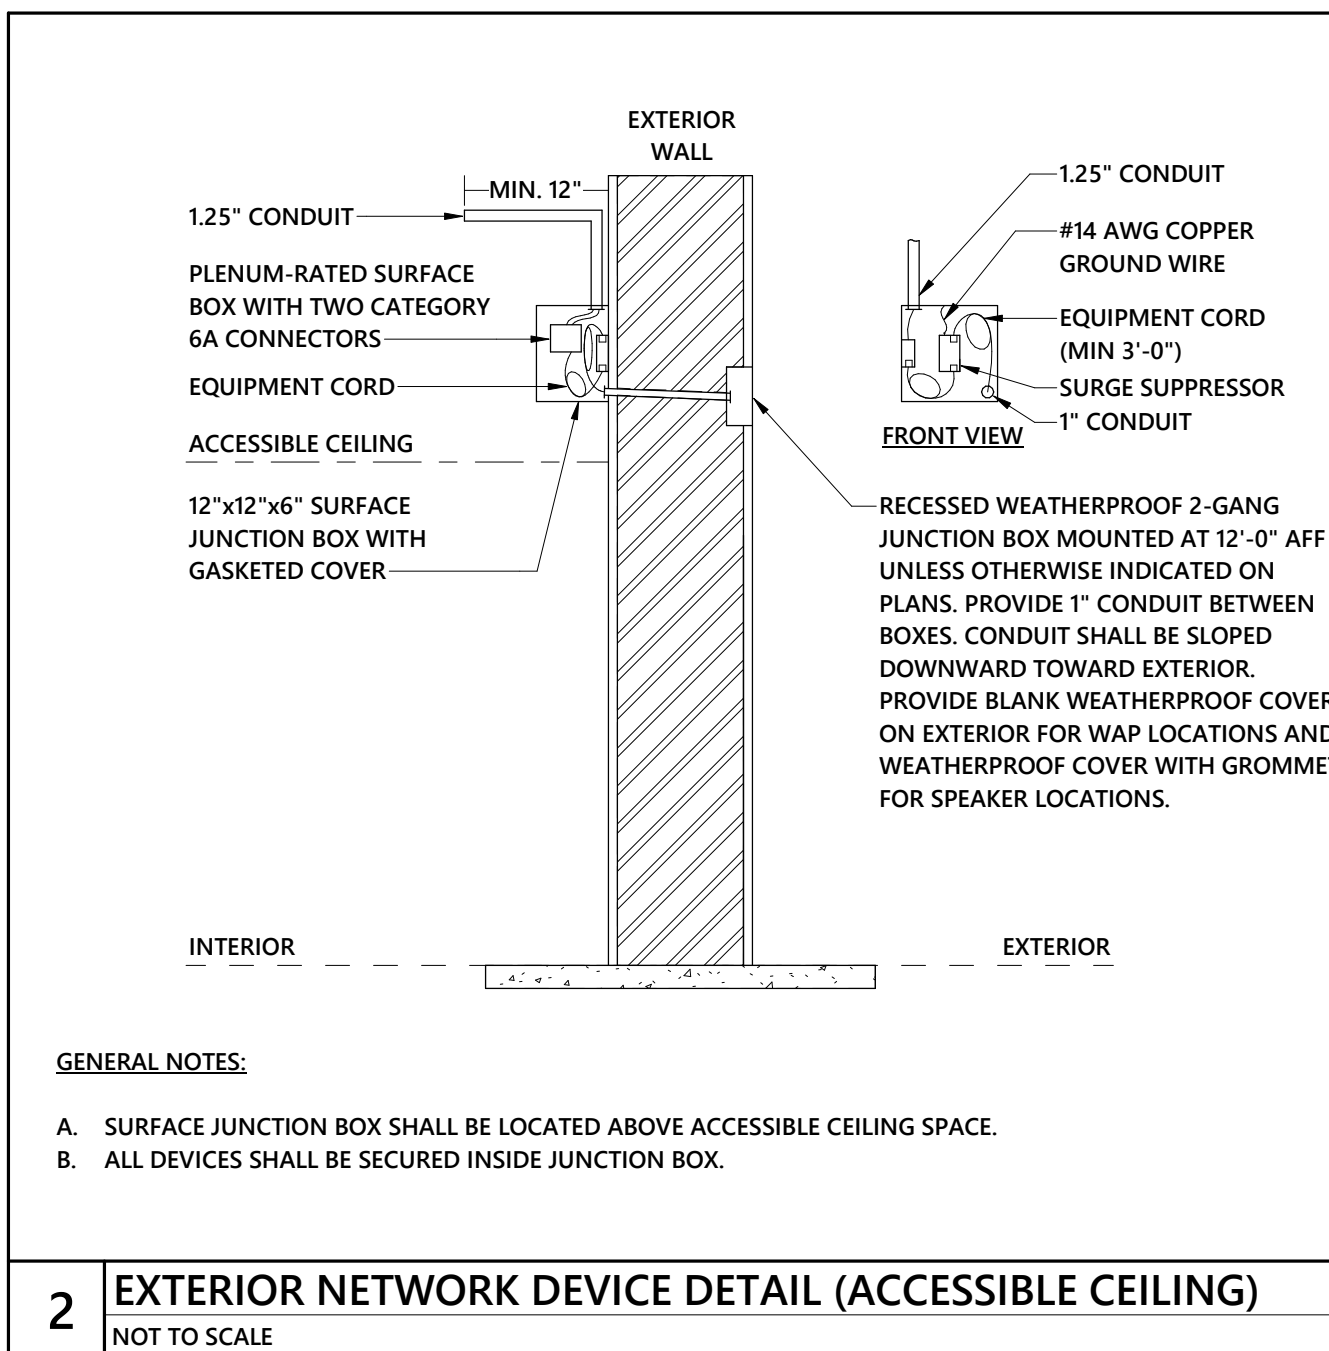 EXTERIOR
WALL
MIN. 12"
1.25" CONDUIT
PLENUM-RATED SURFACE
BOX WITH TWO CATEGORY
6A CONNECTORS
EQUIPMENT CORD
ACCESSIBLE CEILING
12"x12"x6" SURFACE
JUNCTION BOX WITH
GASKETED COVER
1.25" CONDUIT
#14 AWG COPPER
GROUND WIRE
EQUIPMENT CORD
(MIN 3'-0")
SURGE SUPPRESSOR
1" CONDUIT
FRONT VIEW
RECESSED WEATHERPROOF 2-GANG
JUNCTION BOX MOUNTED AT 12'-0" AFF
UNLESS OTHERWISE INDICATED ON
PLANS. PROVIDE 1" CONDUIT BETWEEN
BOXES. CONDUIT SHALL BE SLOPED
DOWNWARD TOWARD EXTERIOR.
PROVIDE BLANK WEATHERPROOF COVER
ON EXTERIOR FOR WAP LOCATIONS AND
WEATHERPROOF COVER WITH GROMMET
FOR SPEAKER LOCATIONS.
INTERIOR
EXTERIOR
GENERAL NOTES:
A. SURFACE JUNCTION BOX SHALL BE LOCATED ABOVE ACCESSIBLE CEILING SPACE.
B. ALL DEVICES SHALL BE SECURED INSIDE JUNCTION BOX.
2
EXTERIOR NETWORK DEVICE DETAIL (ACCESSIBLE CEILING)
NOT TO SCALE